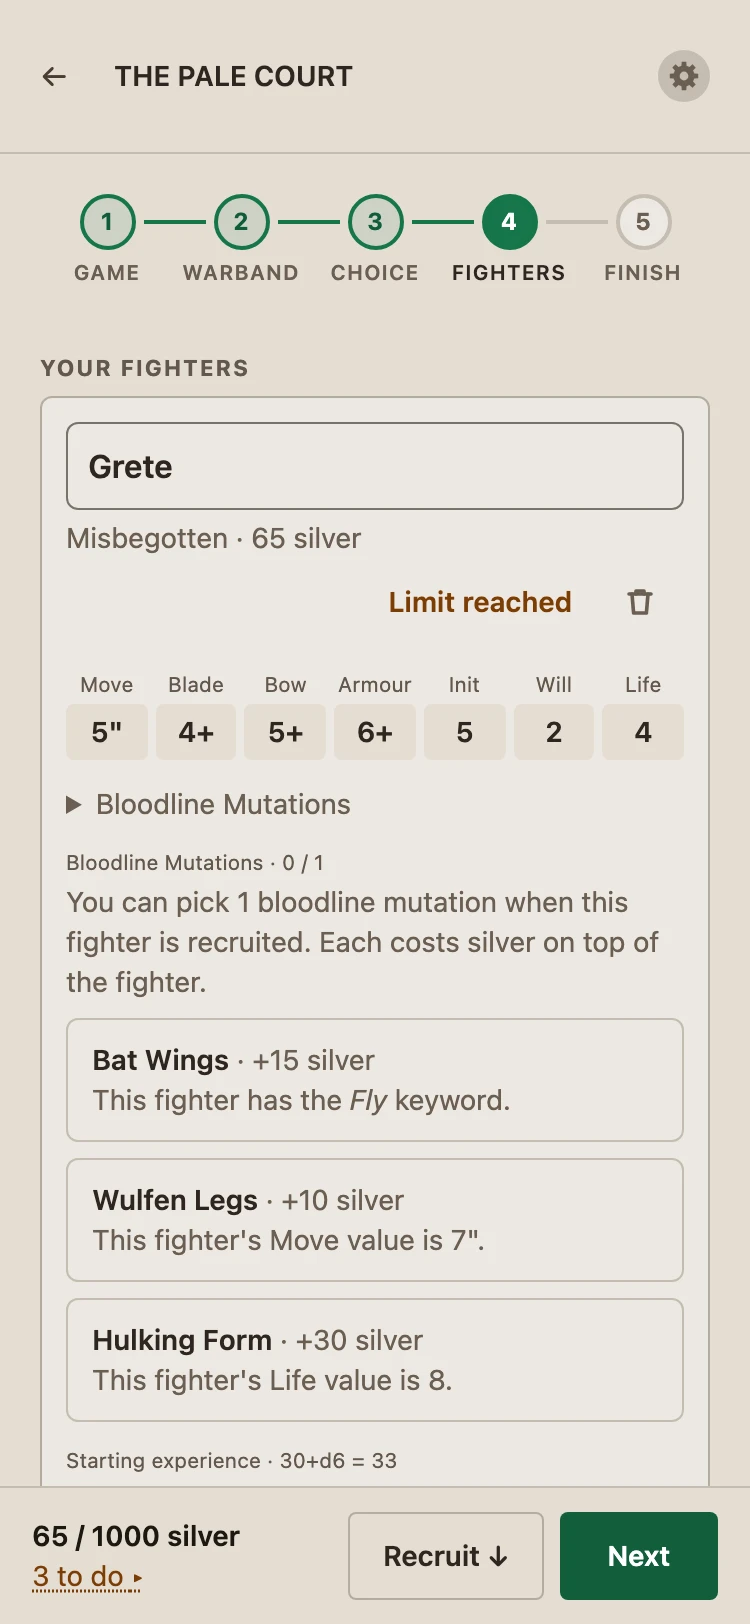 THE PALE COURT
1
2
3
4
5
GAME
WARBAND
CHOICE
FIGHTERS
FINISH
YOUR FIGHTERS
Grete
Misbegotten · 65 silver
Limit reached
Move Blade Bow Armour Init Will Life
5" 4+ 5+ 6+ 5 2 4
▶ Bloodline Mutations
Bloodline Mutations · 0 / 1
You can pick 1 bloodline mutation when this
fighter is recruited. Each costs silver on top of
the fighter.
Bat Wings · +15 silver
This fighter has the Fly keyword.
Wulfen Legs · +10 silver
This fighter's Move value is 7".
Hulking Form · +30 silver
This fighter's Life value is 8.
Starting experience · 30+d6 = 33
65 / 1000 silver
3 to do ▸
Recruit ↓
Next